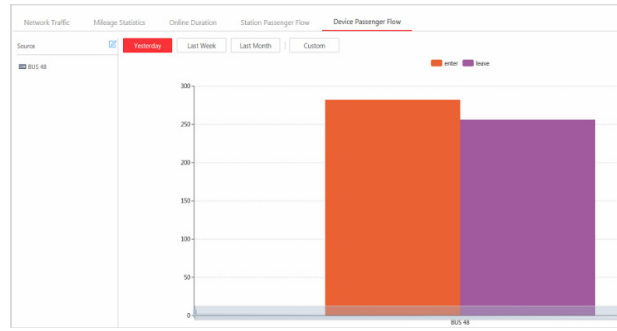 Network Traffic Mileage Statistics Online Duration Station Passenger Flow Device Passenger Flow
Source Yesterday Last Week Last Month Custom
BUS 48
enter leave
300
250
200
150
100
50
0
BUS 48